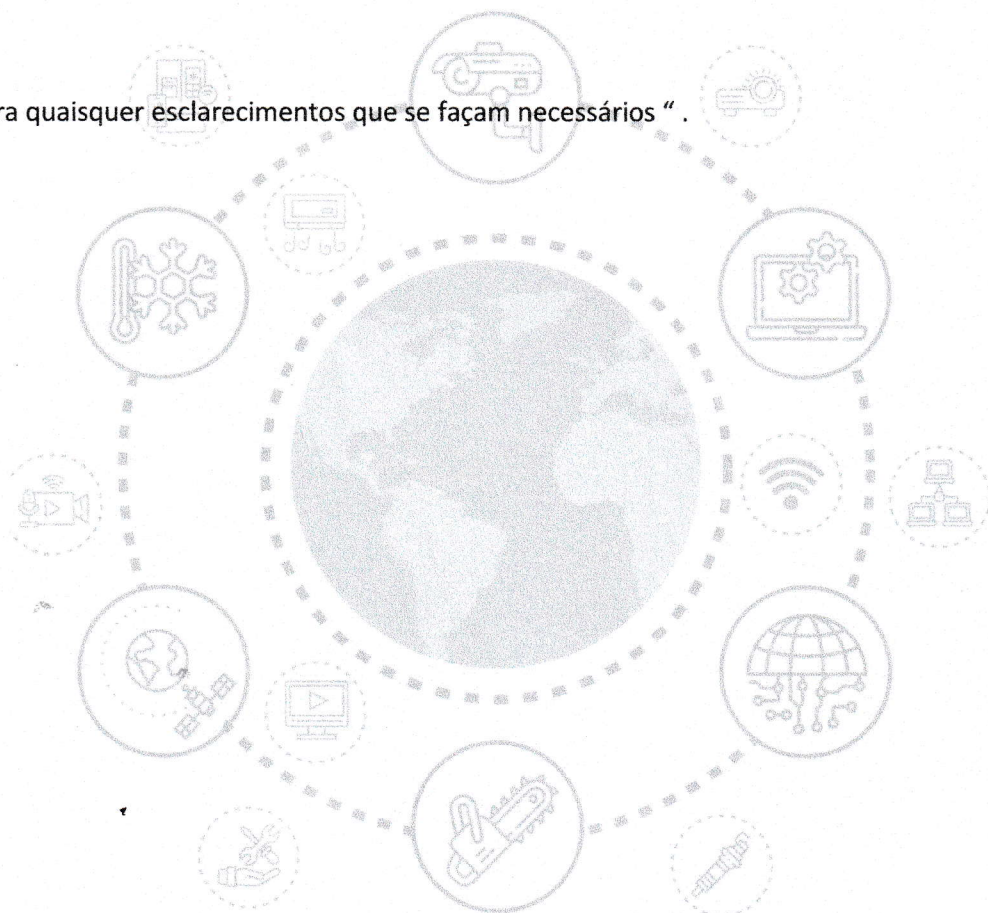 ra quaisquer esclarecimentos que se façam necessários “ .